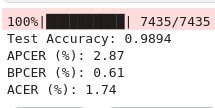 100%|██████████| 7435/7435
Test Accuracy: 0.9894
APCER (%): 2.87
BPCER (%): 0.61
ACER (%): 1.74